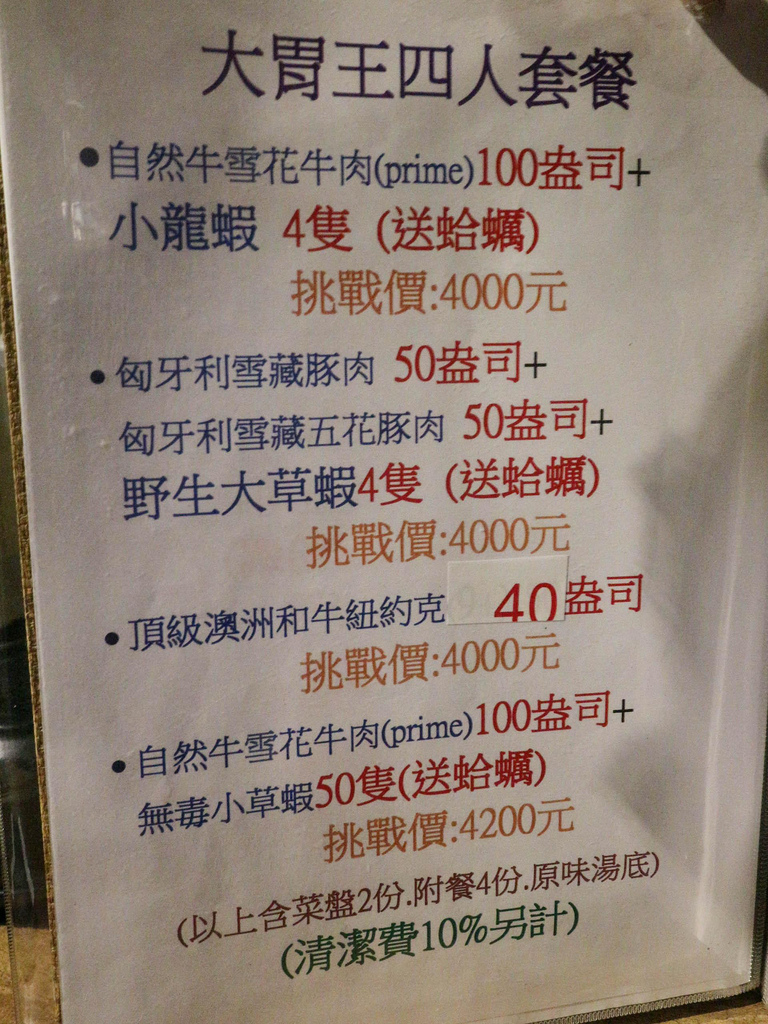 大胃王四人套餐
•自然牛雪花牛肉(prime)100盎司+
小龍蝦 4隻 (送蛤蠣)
挑戰價:4000元
•匈牙利雪藏豚肉 50盎司+
匈牙利雪藏五花豚肉 50盎司+
野生大草蝦4隻 (送蛤蠣)
挑戰價:4000元
•頂級澳洲和牛紐約克 40盎司
挑戰價:4000元
•自然牛雪花牛肉(prime)100盎司+
無毒小草蝦50隻(送蛤蠣)
挑戰價:4200元
(以上含菜盤2份.附餐4份.原味湯底)
(清潔費10%另計)